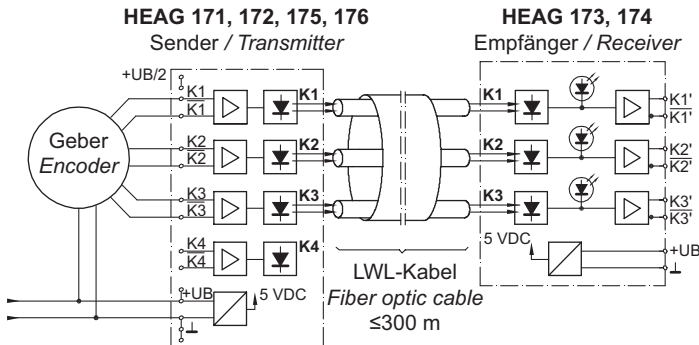 HEAG 171, 172, 175, 176
Sender / Transmitter
HEAG 173, 174
Empfänger / Receiver
+UB/2
K1
K1
K1
K1
K1'
K1'
Geber
Encoder
K2
K2
K2
K2
K2'
K2'
K3
K3
K3
K3
K3'
K3'
K4
K4
K4
5 VDC
+UB
⊥
LWL-Kabel
Fiber optic cable
≤300 m
+UB
5 VDC
⊥